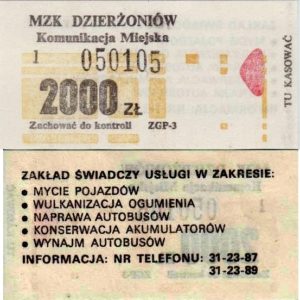 MZK DZIERŻONIÓW
Komunikacja Miejska
1 050105
2000 ZŁ
Zachować do kontroli ZGP-3
TU KASOWAĆ
ZAKŁAD ŚWIADCZY USŁUGI W ZAKRESIE:
• MYCIE POJAZDÓW
• WULKANIZACJA OGUMIENIA
• NAPRAWA AUTOBUSÓW
• KONSERWACJA AKUMULATORÓW
• WYNAJM AUTOBUSÓW
INFORMACJA: NR TELEFONU: 31-23-87
31-23-89